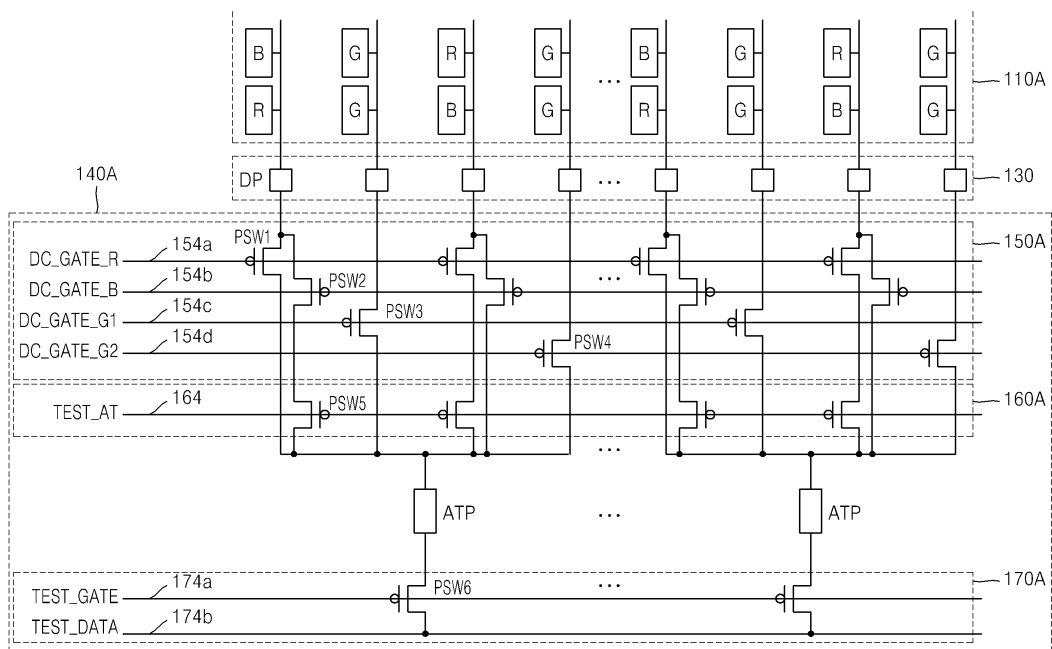 B G R G ... B G R G
110A
R G B G R G B G
DP ... 130
140A
150A
PSW1
DC_GATE_R 154a
DC_GATE_B 154b PSW2 ...
DC_GATE_G1 154c PSW3
DC_GATE_G2 154d PSW4
TEST_AT 164 PSW5 160A
...
ATP ... ATP
170A
TEST_GATE 174a PSW6 ...
TEST_DATA 174b